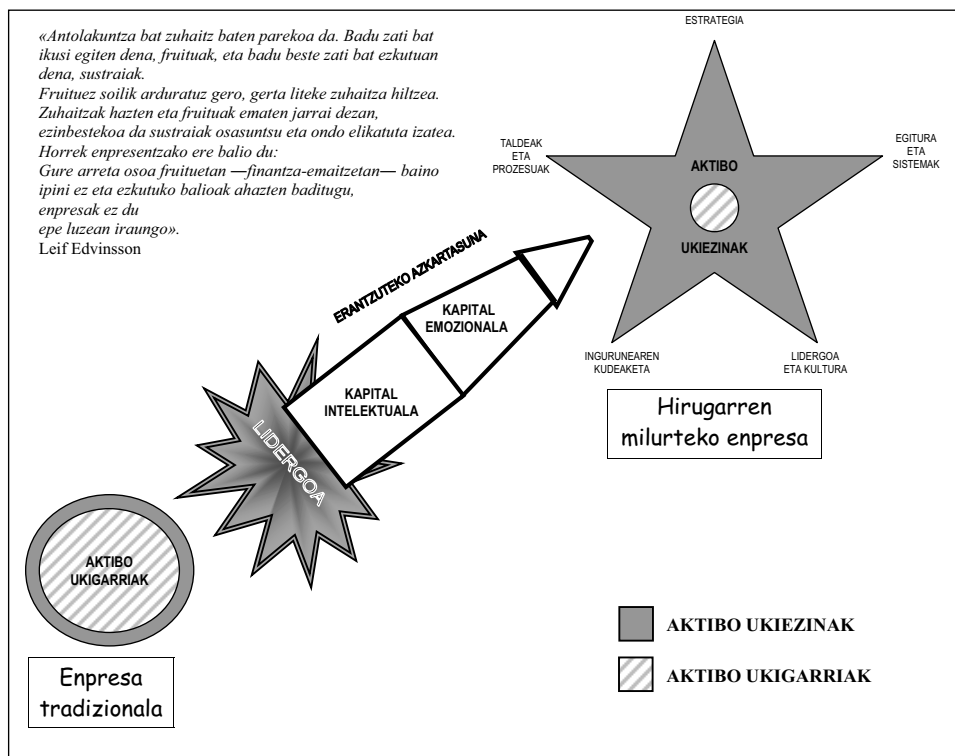 «Antolakuntza bat zuhaitz baten parekoa da. Badu zati bat
ikusi egiten dena, fruituak, eta badu beste zati bat ezkutuan
dena, sustraiak.
Fruituez soilik arduratuz gero, gerta liteke zuhaitza hiltzea.
Zuhaitzak hazten eta fruituak ematen jarrai dezan,
ezinbestekoa da sustraiak osasuntsu eta ondo elikatuta izatea.
Horrek enpresentzako ere balio du:
Gure arreta osoa fruituetan —finantza-emaitzetan— baino
ipini ez eta ezkutuko balioak ahazten baditugu,
enpresak ez du
epe luzean iraungo».
Leif Edvinsson
ESTRATEGIA
TALDEAK
ETA
PROZESUAK
EGITURA
ETA
SISTEMAK
AKTIBO
UKIEZINAK
INGURUNEAREN
KUDEAKETA
LIDERGOA
ETA KULTURA
Hirugarren
milurteko enpresa
ERANTZUTEKO AZKARTASUNA
KAPITAL
EMOZIONALA
KAPITAL
INTELEKTUALA
LIDERGOA
AKTIBO
UKIGARRIAK
Enpresa
tradizionala
AKTIBO UKIEZINAK
AKTIBO UKIGARRIAK